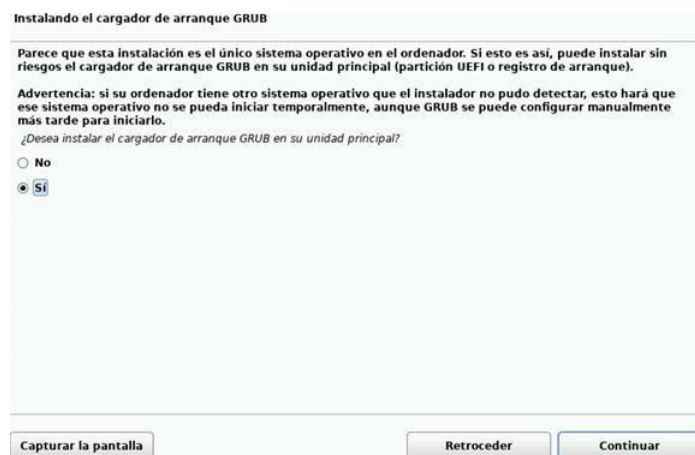 Instalando el cargador de arranque GRUB
Parece que esta instalación es el único sistema operativo en el ordenador. Si esto es así, puede instalar sin
riesgos el cargador de arranque GRUB en su unidad principal (partición UEFI o registro de arranque).
Advertencia: si su ordenador tiene otro sistema operativo que el instalador no pudo detectar, esto hará que
ese sistema operativo no se pueda iniciar temporalmente, aunque GRUB se puede configurar manualmente
más tarde para iniciarlo.
¿Desea instalar el cargador de arranque GRUB en su unidad principal?
No
Sí
Capturar la pantalla
Retroceder
Continuar